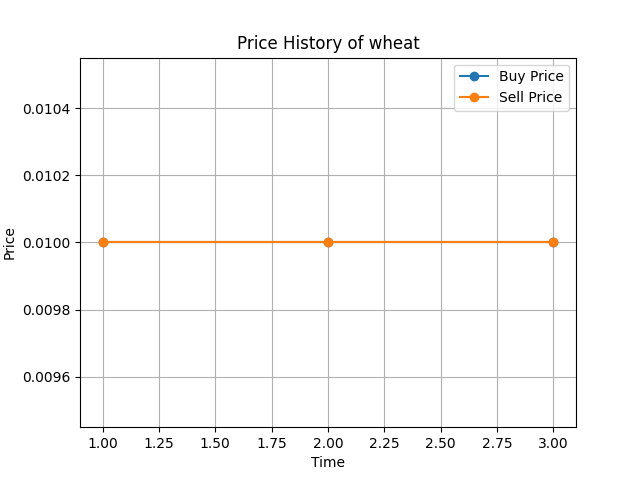 Price History of wheat
Buy Price
Sell Price
0.0104
0.0102
0.0100
0.0098
0.0096
Price
1.00 1.25 1.50 1.75 2.00 2.25 2.50 2.75 3.00
Time